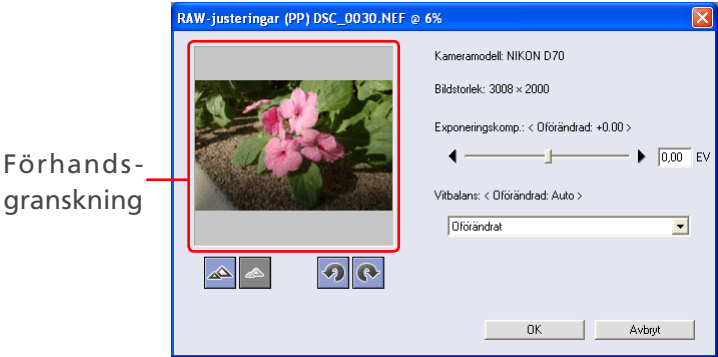 RAW-justeringar (PP) DSC_0030.NEF @ 6%
Förhands-
granskning
Kameramodell: NIKON D70
Bildstorlek: 3008 × 2000
Exponeringskomp.: < Oförändrad: +0.00 >
0,00 EV
Vitbalans: < Oförändrad: Auto >
Oförändrat
OK
Avbryt